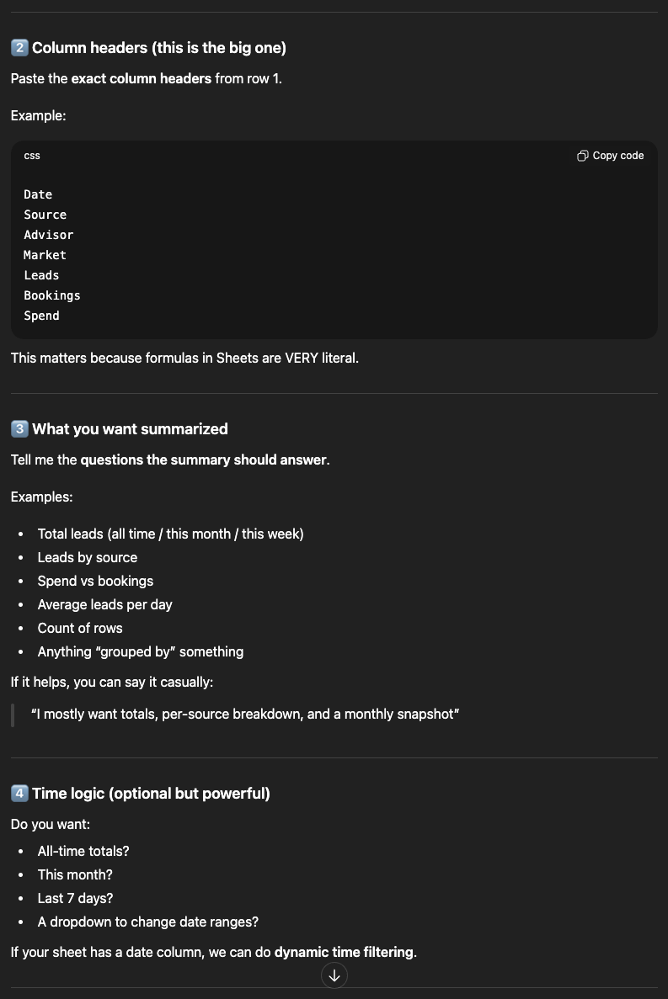 2️⃣ Column headers (this is the big one)
Paste the exact column headers from row 1.
Example:
css
Copy code
Date
Source
Advisor
Market
Leads
Bookings
Spend
This matters because formulas in Sheets are VERY literal.
3️⃣ What you want summarized
Tell me the questions the summary should answer.
Examples:
• Total leads (all time / this month / this week)
• Leads by source
• Spend vs bookings
• Average leads per day
• Count of rows
• Anything “grouped by” something
If it helps, you can say it casually:
“I mostly want totals, per-source breakdown, and a monthly snapshot”
4️⃣ Time logic (optional but powerful)
Do you want:
• All-time totals?
• This month?
• Last 7 days?
• A dropdown to change date ranges?
If your sheet has a date column, we can do dynamic time filtering.